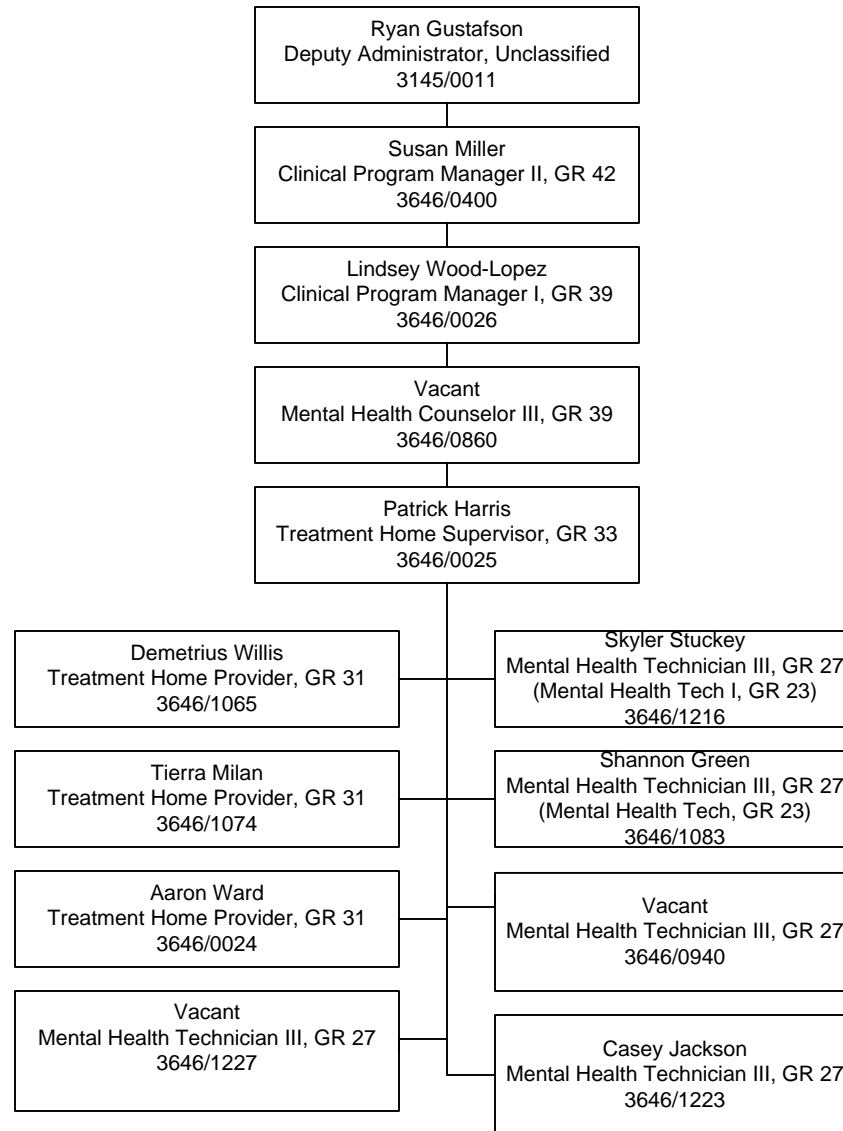 Ryan Gustafson
Deputy Administrator, Unclassified
3145/0011
Susan Miller
Clinical Program Manager II, GR 42
3646/0400
Lindsey Wood-Lopez
Clinical Program Manager I, GR 39
3646/0026
Vacant
Mental Health Counselor III, GR 39
3646/0860
Patrick Harris
Treatment Home Supervisor, GR 33
3646/0025
Demetrius Willis
Treatment Home Provider, GR 31
3646/1065
Skyler Stuckey
Mental Health Technician III, GR 27
(Mental Health Tech I, GR 23)
3646/1216
Tierra Milan
Treatment Home Provider, GR 31
3646/1074
Shannon Green
Mental Health Technician III, GR 27
(Mental Health Tech, GR 23)
3646/1083
Aaron Ward
Treatment Home Provider, GR 31
3646/0024
Vacant
Mental Health Technician III, GR 27
3646/0940
Vacant
Mental Health Technician III, GR 27
3646/1227
Casey Jackson
Mental Health Technician III, GR 27
3646/1223